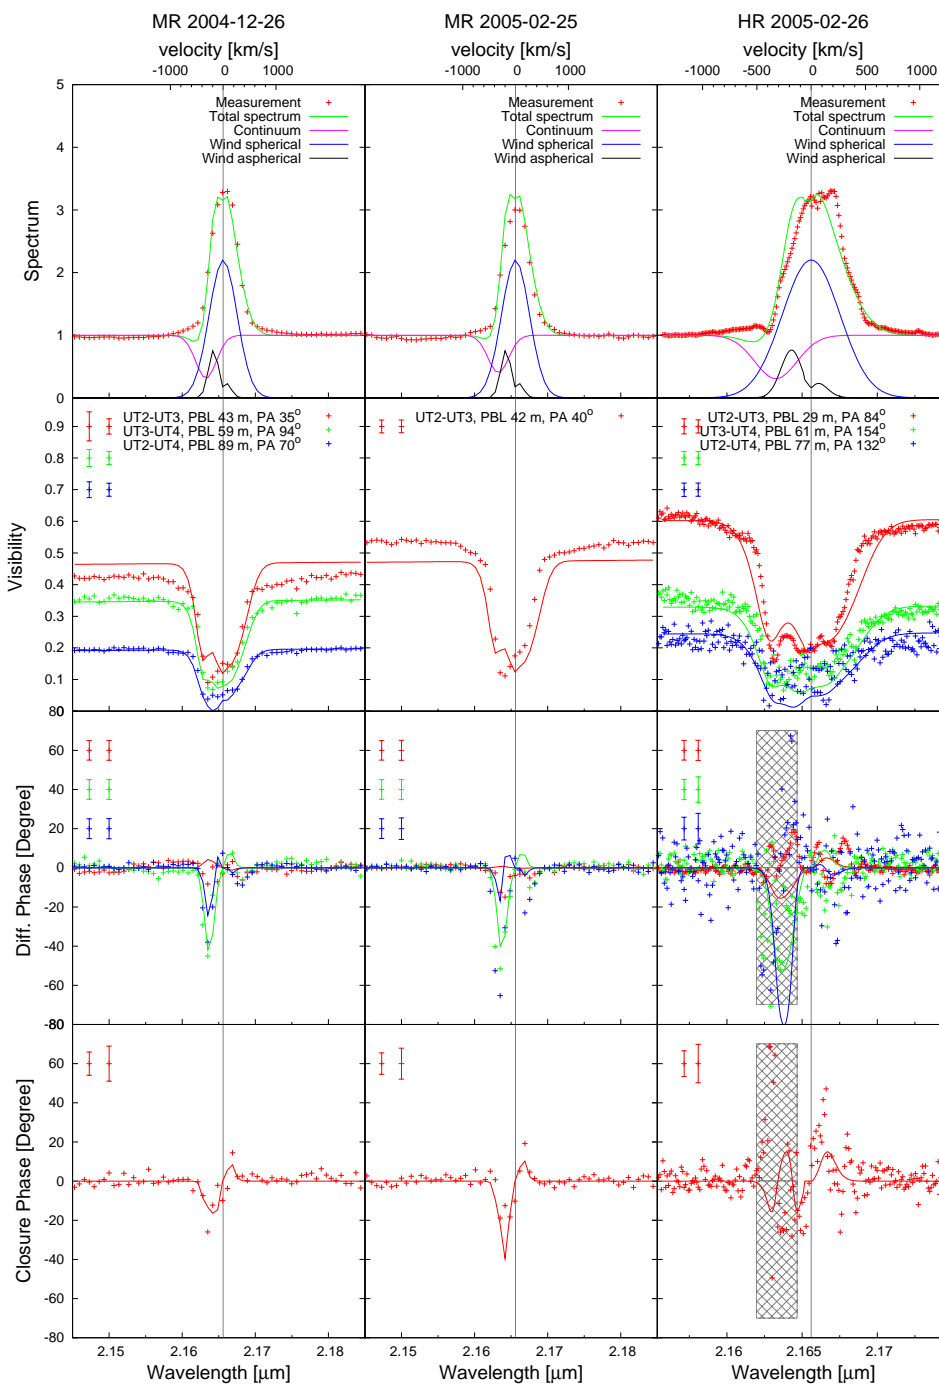 MR 2004-12-26 MR 2005-02-25 HR 2005-02-26
velocity [km/s] velocity [km/s] velocity [km/s]
-1000 0 1000 -1000 0 1000 -1000 -500 0 500 1000
5
Measurement Measurement Measurement
Total spectrum Total spectrum Total spectrum
Continuum Continuum Continuum
Wind spherical Wind spherical Wind spherical
Wind aspherical Wind aspherical Wind aspherical
4
3
Spectrum
2
1
0
UT2-UT3, PBL 43 m, PA 35° UT2-UT3, PBL 42 m, PA 40° UT2-UT3, PBL 29 m, PA 84°
UT3-UT4, PBL 59 m, PA 94° UT3-UT4, PBL 61 m, PA 154°
UT2-UT4, PBL 89 m, PA 70° UT2-UT4, PBL 77 m, PA 132°
0.9
0.8
0.7
0.6
0.5
Visibility
0.4
0.3
0.2
0.1
0
80
60
40
20
0
Diff. Phase [Degree]
-20
-40
-60
-80
80
60
40
20
0
Closure Phase [Degree]
-20
-40
-60
-80
2.15 2.16 2.17 2.18 2.15 2.16 2.17 2.18 2.16 2.165 2.17
Wavelength [μm] Wavelength [μm] Wavelength [μm]